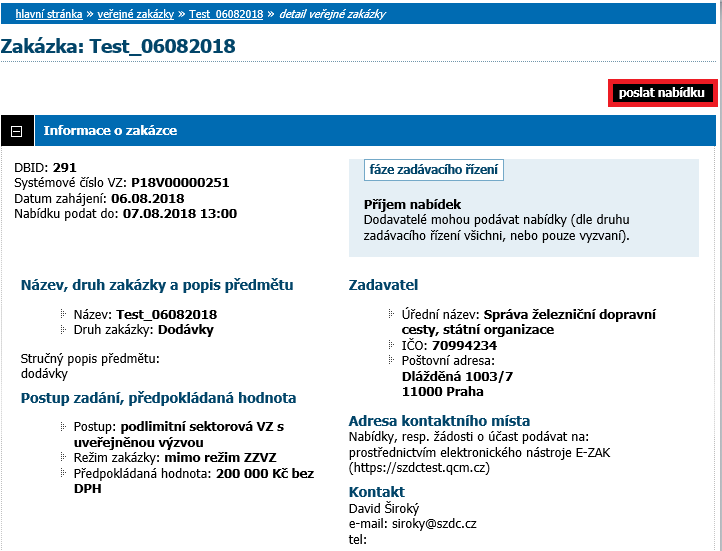 hlavní stránka » veřejné zakázky » Test_06082018 » detail veřejné zakázky
Zakázka: Test_06082018
poslat nabídku
Informace o zakázce
DBID: 291
Systémové číslo VZ: P18V00000251
Datum zahájení: 06.08.2018
Nabídku podat do: 07.08.2018 13:00
fáze zadávacího řízení
Příjem nabídek
Dodavatelé mohou podávat nabídky (dle druhu
zadávacího řízení všichni, nebo pouze vyzvaní).
Název, druh zakázky a popis předmětu
Název: Test_06082018
Druh zakázky: Dodávky
Stručný popis předmětu:
dodávky
Postup zadání, předpokládaná hodnota
Postup: podlimitní sektorová VZ s
uveřejněnou výzvou
Režim zakázky: mimo režim ZZVZ
Předpokládaná hodnota: 200 000 Kč bez
DPH
Zadavatel
Úřední název: Správa železniční dopravní
cesty, státní organizace
IČO: 70994234
Poštovní adresa:
Dlážděná 1003/7
11000 Praha
Adresa kontaktního místa
Nabídky, resp. žádosti o účast podávat na:
prostřednictvím elektronického nástroje E-ZAK
(https://szdctest.qcm.cz)
Kontakt
David Široký
e-mail: siroky@szdc.cz
tel: